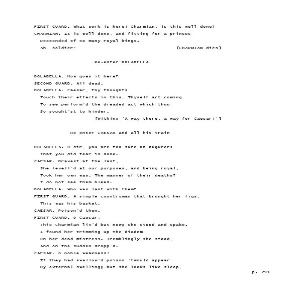 FIRST GUARD. What work is here! Charmian, is this well done?
CHARMIAN. It is well done, and fitting for a princess
Descended of so many royal kings.
Ah, soldier! [CHARMIAN dies]
Re-enter DOLABELLA
DOLABELLA. How goes it here?
SECOND GUARD. All dead.
DOLABELLA. Caesar, thy thoughts
Touch their effects in this. Thyself art coming
To see perform'd the dreaded act which thou
So sought'st to hinder.
[Within: 'A way there, a way for Caesar!']
Re-enter CAESAR and all his train
DOLABELLA. O sir, you are too sure an augurer:
That you did fear is done.
CAESAR. Bravest at the last,
She levell'd at our purposes, and being royal,
Took her own way. The manner of their deaths?
I do not see them bleed.
DOLABELLA. Who was last with them?
FIRST GUARD. A simple countryman that brought her figs.
This was his basket.
CAESAR. Poison'd then.
FIRST GUARD. O Caesar,
This Charmian liv'd but now; she stood and spake.
I found her trimming up the diadem
On her dead mistress. Tremblingly she stood,
And on the sudden dropp'd.
CAESAR. O noble weakness!
If they had swallow'd poison 'twould appear
By external swelling; but she looks like sleep,